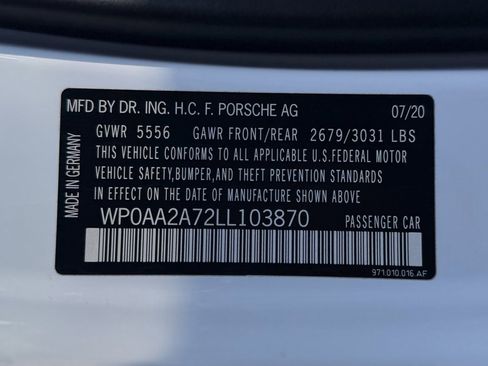 MFD BY DR. ING. H.C. F. PORSCHE AG 07/20
GVWR 5556 GAWR FRONT/REAR 2679/3031 LBS
THIS VEHICLE CONFORMS TO ALL APPLICABLE U.S.FEDERAL MOTOR
VEHICLE SAFETY,BUMPER,AND THEFT PREVENTION STANDARDS
IN EFFECT ON THE DATE OF MANUFACTURE SHOWN ABOVE
WP0AA2A72LL103870 PASSENGER CAR
971.010.016 AF
MADE IN GERMANY